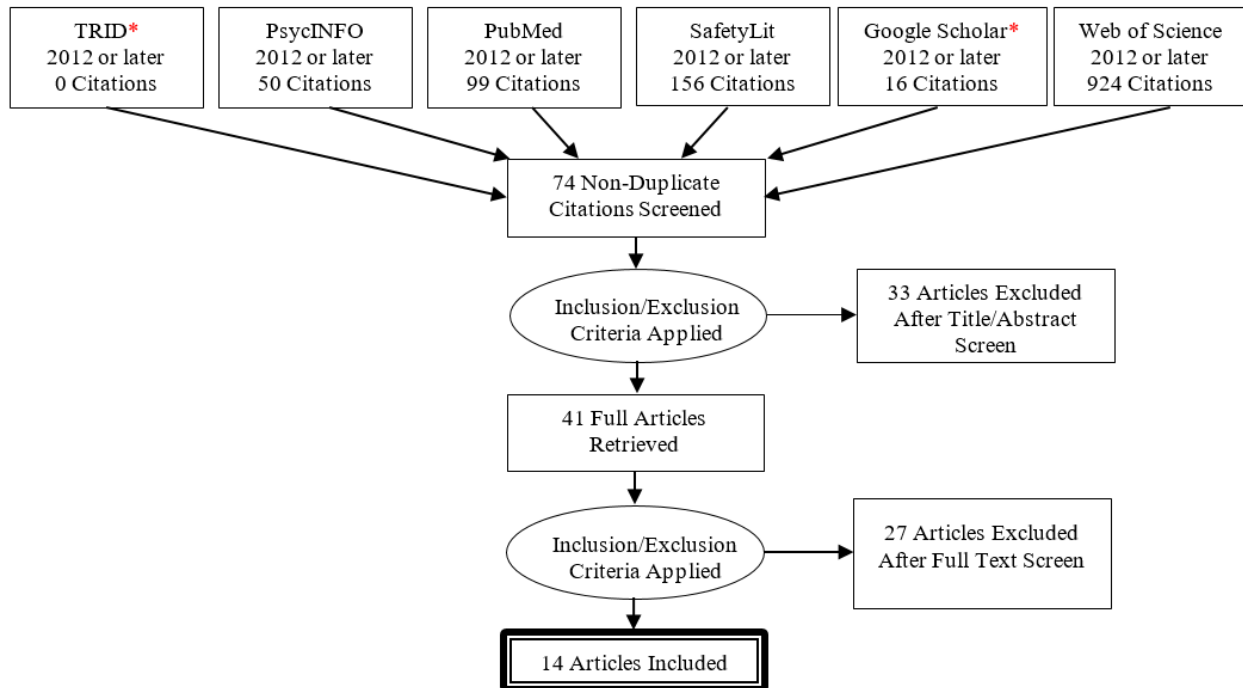 TRID*
2012 or later
0 Citations
PsycINFO
2012 or later
50 Citations
PubMed
2012 or later
99 Citations
SafetyLit
2012 or later
156 Citations
Google Scholar*
2012 or later
16 Citations
Web of Science
2012 or later
924 Citations
74 Non-Duplicate
Citations Screened
Inclusion/Exclusion
Criteria Applied
33 Articles Excluded
After Title/Abstract
Screen
41 Full Articles
Retrieved
Inclusion/Exclusion
Criteria Applied
27 Articles Excluded
After Full Text Screen
14 Articles Included